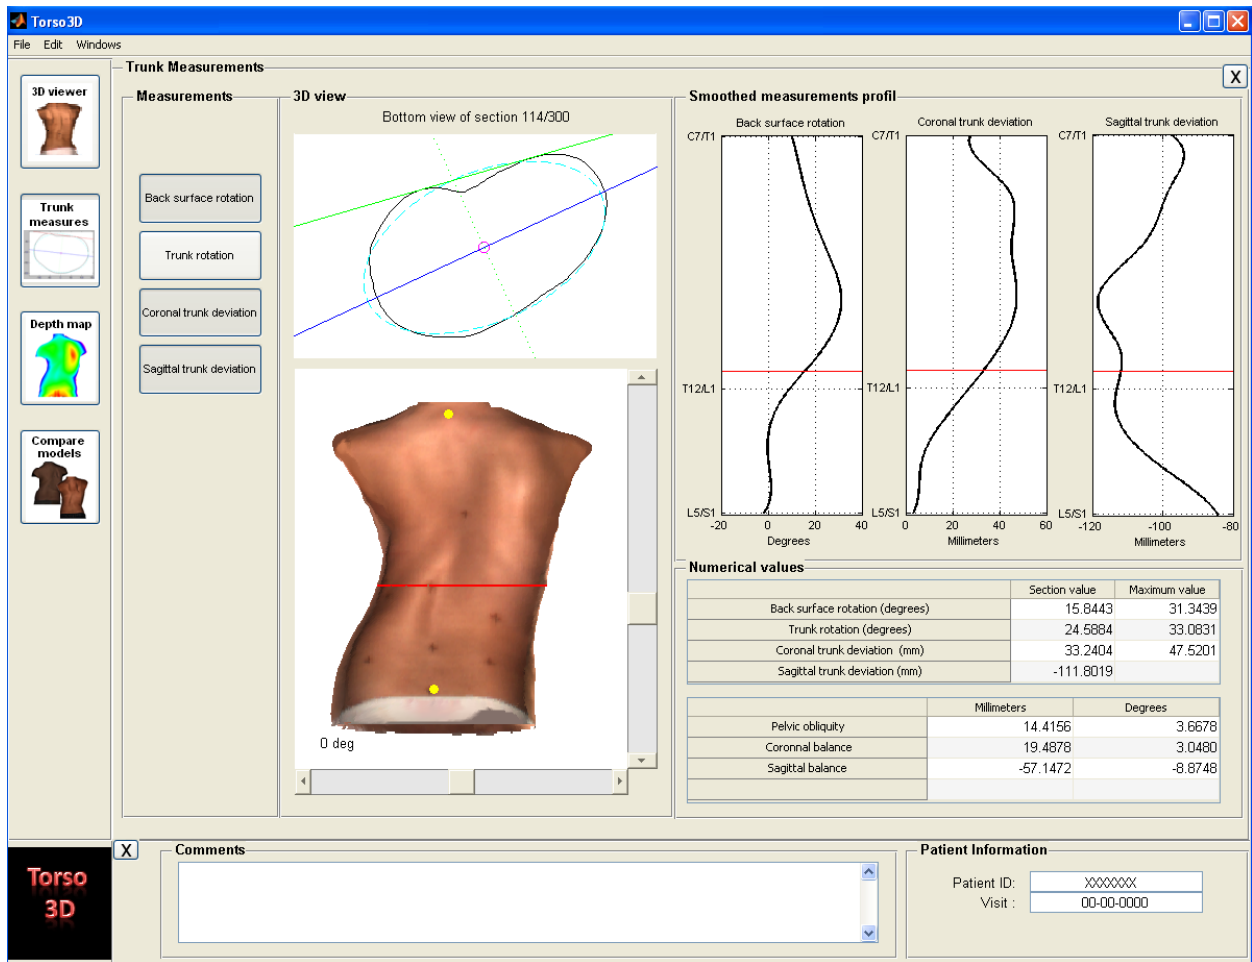 Torso3D
File Edit Windows
Trunk Measurements
X
3D viewer
Trunk
measures
Depth map
Compare
models
Measurements
Back surface rotation
Trunk rotation
Coronal trunk deviation
Sagittal trunk deviation
3D view
Bottom view of section 114/300
0 deg
Smoothed measurements profil
Back surface rotation
C7/T1
T12/L1
L5/S1
-20 0 20 40
Degrees
Coronal trunk deviation
C7/T1
T12/L1
L5/S1
0 20 40 60
Millimeters
Sagittal trunk deviation
C7/T1
T12/L1
L5/S1
-120 -100 -80
Millimeters
Numerical values
Section value Maximum value
Back surface rotation (degrees) 15.8443 31.3439
Trunk rotation (degrees) 24.5884 33.0831
Coronal trunk deviation (mm) 33.2404 47.5201
Sagittal trunk deviation (mm) -111.8019
Millimeters Degrees
Pelvic obliquity 14.4156 3.6678
Coronnal balance 19.4878 3.0480
Sagittal balance -57.1472 -8.8748
Torso
3D
X
Comments
Patient Information
Patient ID: XXXXXXX
Visit : 00-00-0000